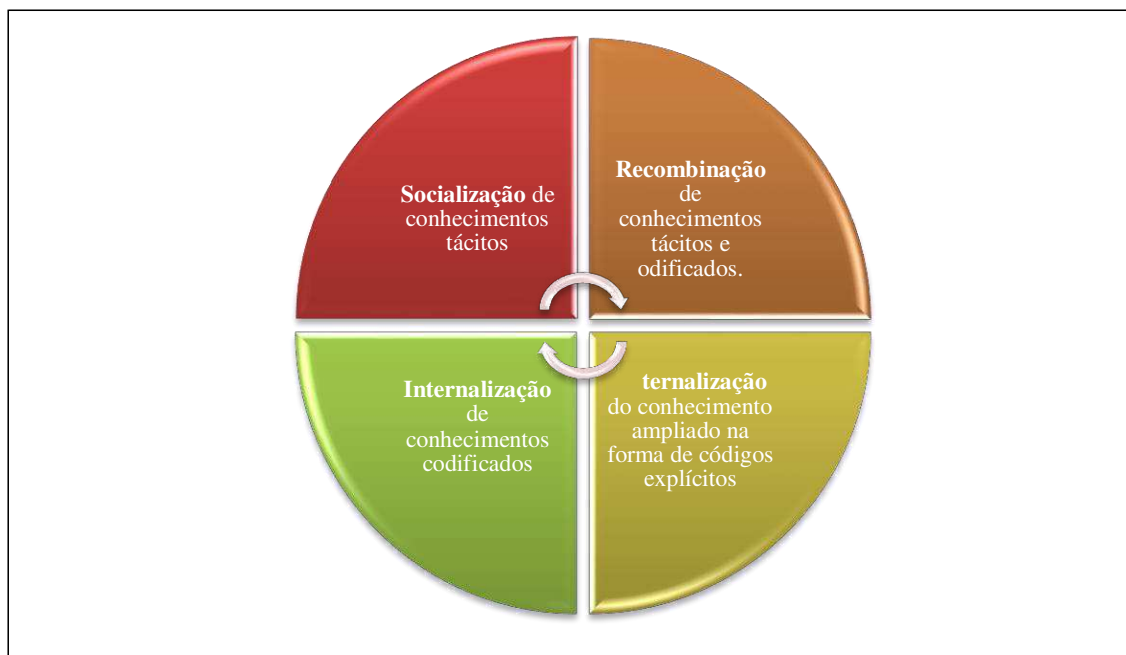 Socialização de
conhecimentos
tácitos
Recombinação
de
conhecimentos
tácitos e
odificados.
Internalização
de
conhecimentos
codificados
ternalização
do conhecimento
ampliado na
forma de códigos
explícitos